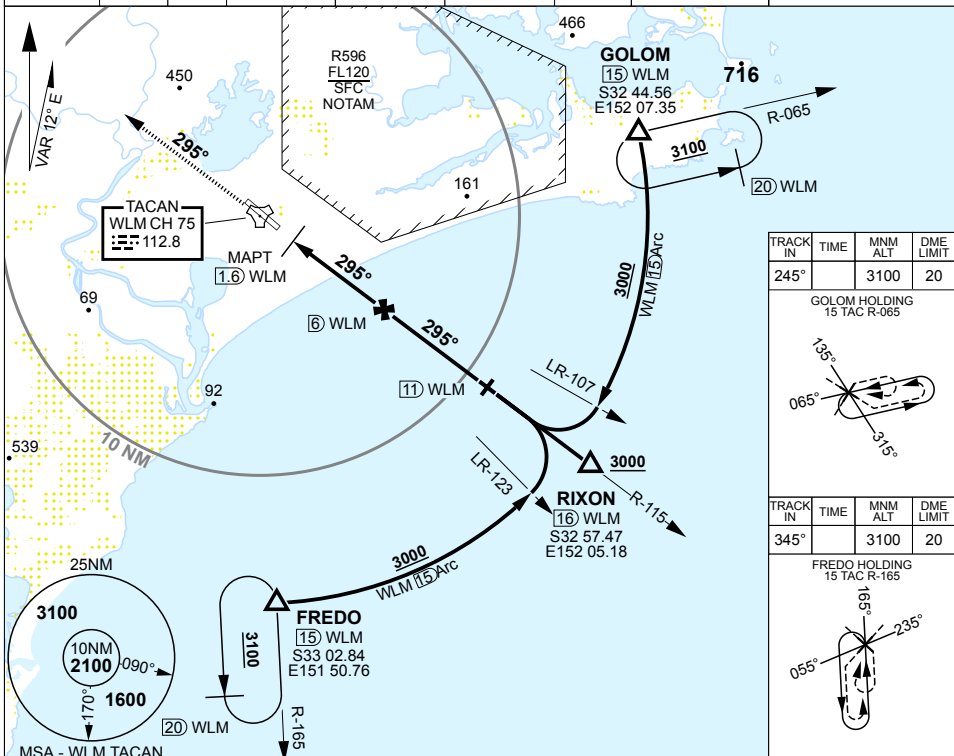 VAR 12° E
450
R596
FL120
SFC
NOTAM
466
GOLOM
15 WLM
S32 44.56
E152 07.35
716
R-065
3100
20 WLM
161
295°
TACAN
WLM CH 75
112.8
MAPT
1.6 WLM
295°
6 WLM
295°
11 WLM
3000
WLM 15 Arc
LR-107
69
92
539
10 NM
LR-123
3000
RIXON
16 WLM
S32 57.47
E152 05.18
R-115
3000
WLM 15 Arc
FREDO
15 WLM
S33 02.84
E151 50.76
3100
20 WLM
R-165
25NM
3100
10NM
2100
090°
1600
170°
MSA - WLM TACAN
TRACK IN TIME MNM ALT DME LIMIT
245° 3100 20
GOLOM HOLDING
15 TAC R-065
135°
065°
315°
TRACK IN TIME MNM ALT DME LIMIT
345° 3100 20
FREDO HOLDING
15 TAC R-165
165°
235°
055°